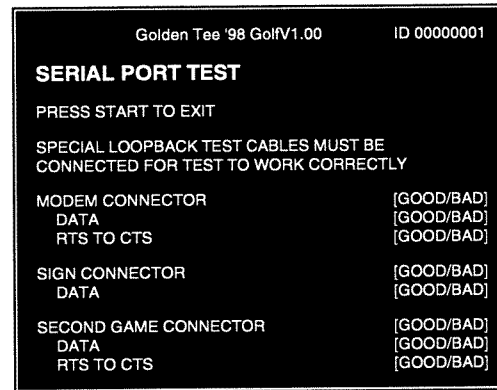 Golden Tee '98 GolfV1.00 ID 00000001
SERIAL PORT TEST
PRESS START TO EXIT
SPECIAL LOOPBACK TEST CABLES MUST BE
CONNECTED FOR TEST TO WORK CORRECTLY
MODEM CONNECTOR [GOOD/BAD]
DATA [GOOD/BAD]
RTS TO CTS [GOOD/BAD]
SIGN CONNECTOR [GOOD/BAD]
DATA [GOOD/BAD]
SECOND GAME CONNECTOR [GOOD/BAD]
DATA [GOOD/BAD]
RTS TO CTS [GOOD/BAD]